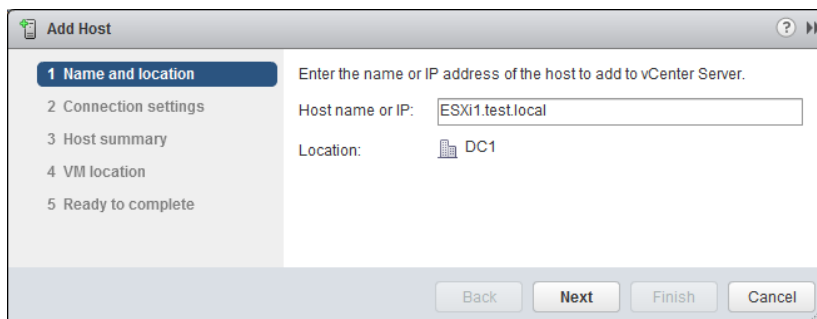 Add Host
?
1 Name and location
2 Connection settings
3 Host summary
4 VM location
5 Ready to complete
Enter the name or IP address of the host to add to vCenter Server.
Host name or IP: ESXi1.test.local
Location: DC1
Back Next Finish Cancel